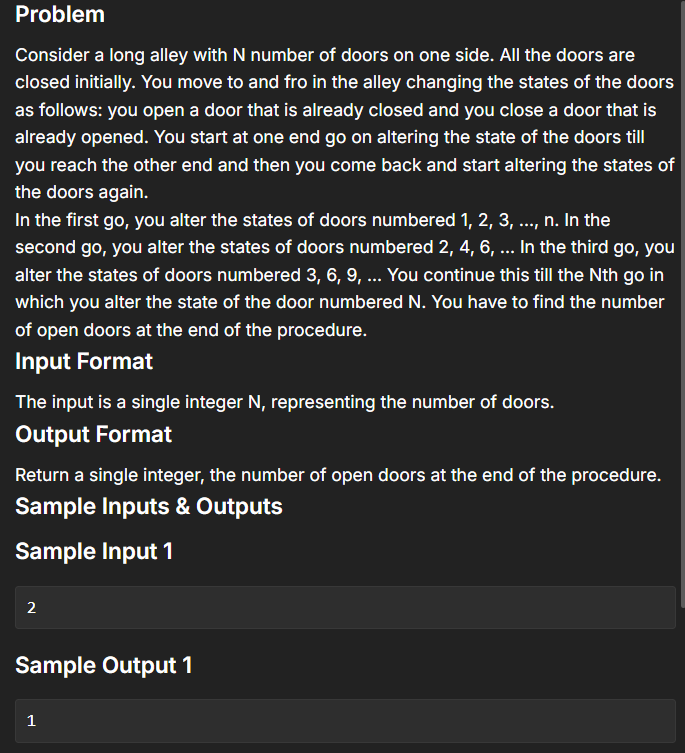 Problem
Consider a long alley with N number of doors on one side. All the doors are
closed initially. You move to and fro in the alley changing the states of the doors
as follows: you open a door that is already closed and you close a door that is
already opened. You start at one end go on altering the state of the doors till
you reach the other end and then you come back and start altering the states of
the doors again.
In the first go, you alter the states of doors numbered 1, 2, 3, ..., n. In the
second go, you alter the states of doors numbered 2, 4, 6, ... In the third go, you
alter the states of doors numbered 3, 6, 9, ... You continue this till the Nth go in
which you alter the state of the door numbered N. You have to find the number
of open doors at the end of the procedure.
Input Format
The input is a single integer N, representing the number of doors.
Output Format
Return a single integer, the number of open doors at the end of the procedure.
Sample Inputs & Outputs
Sample Input 1
2
Sample Output 1
1